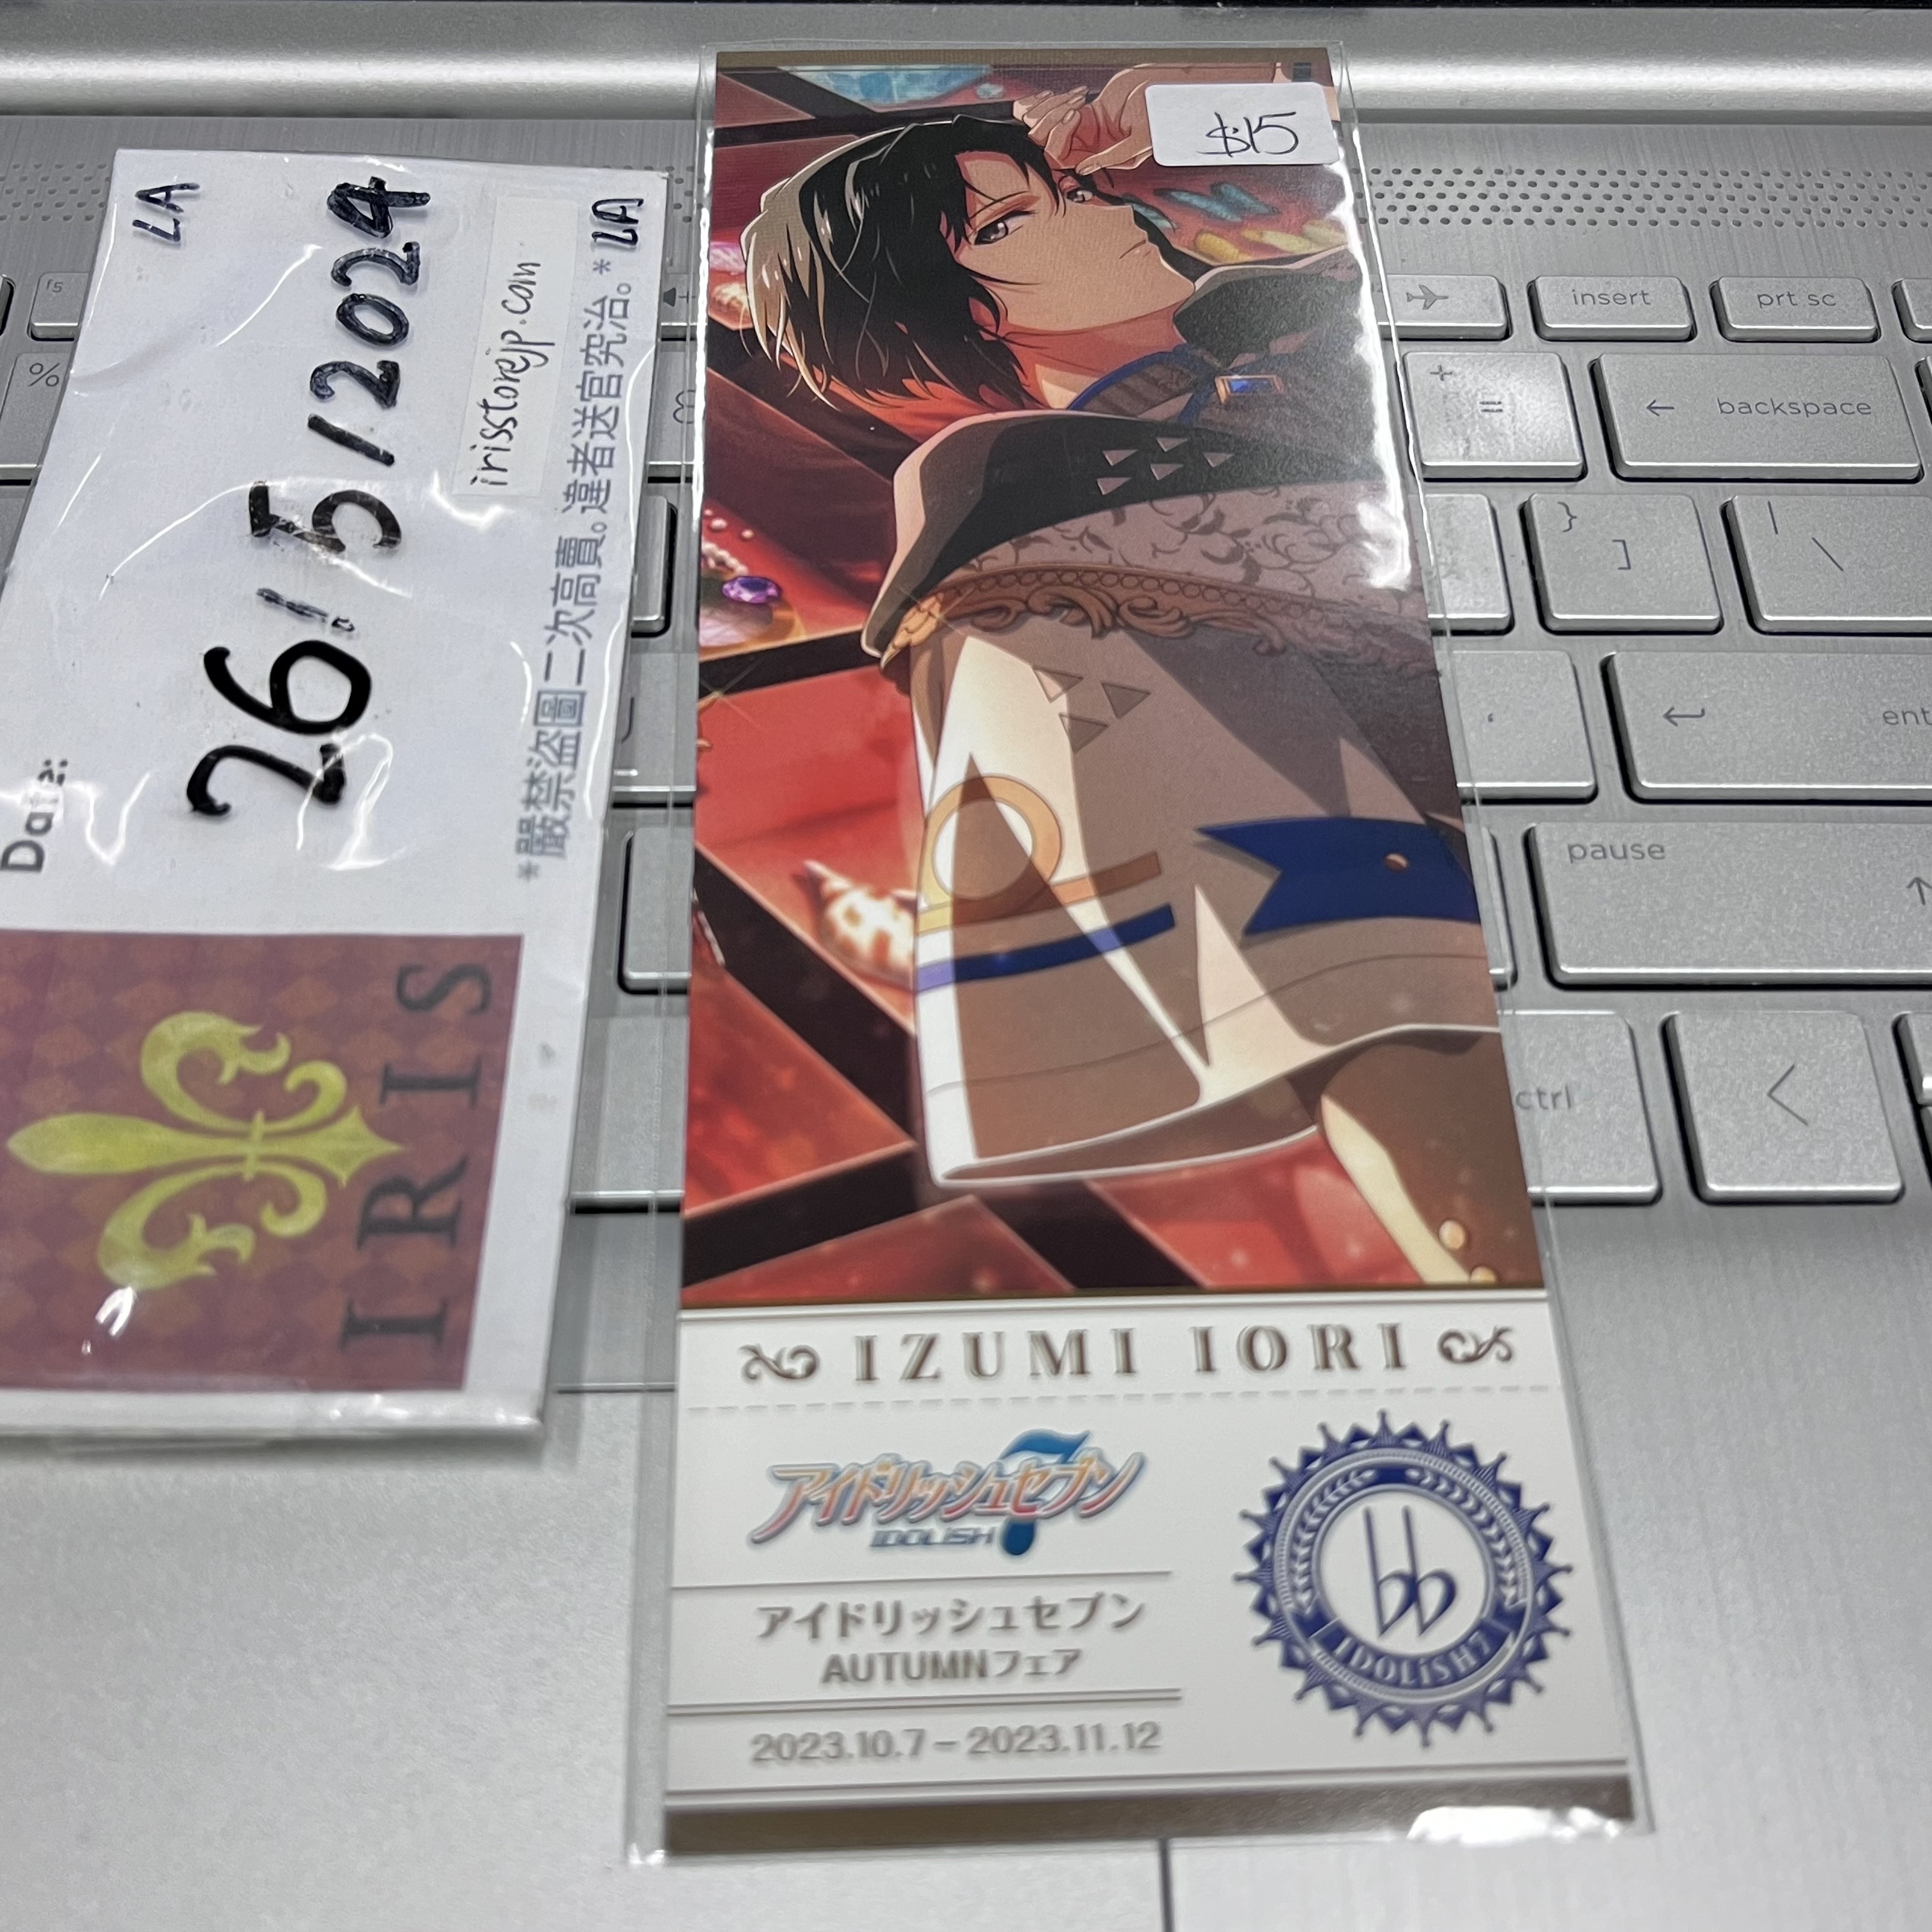 LA
Date: 26/5/2024
irisstorejp.com
*嚴禁盜圖二次高賣。違者送官究治。* LA
IRIS
$15
IZUMI IORI
アイドリッシュセブン
IDOLiSH7
アイドリッシュセブン
AUTUMNフェア
2023.10.7-2023.11.12
IDOLiSH7
f5
%
insert
prt sc
+
=
← backspace
}
]
|
\
ent
pause
↑
ctrl
<